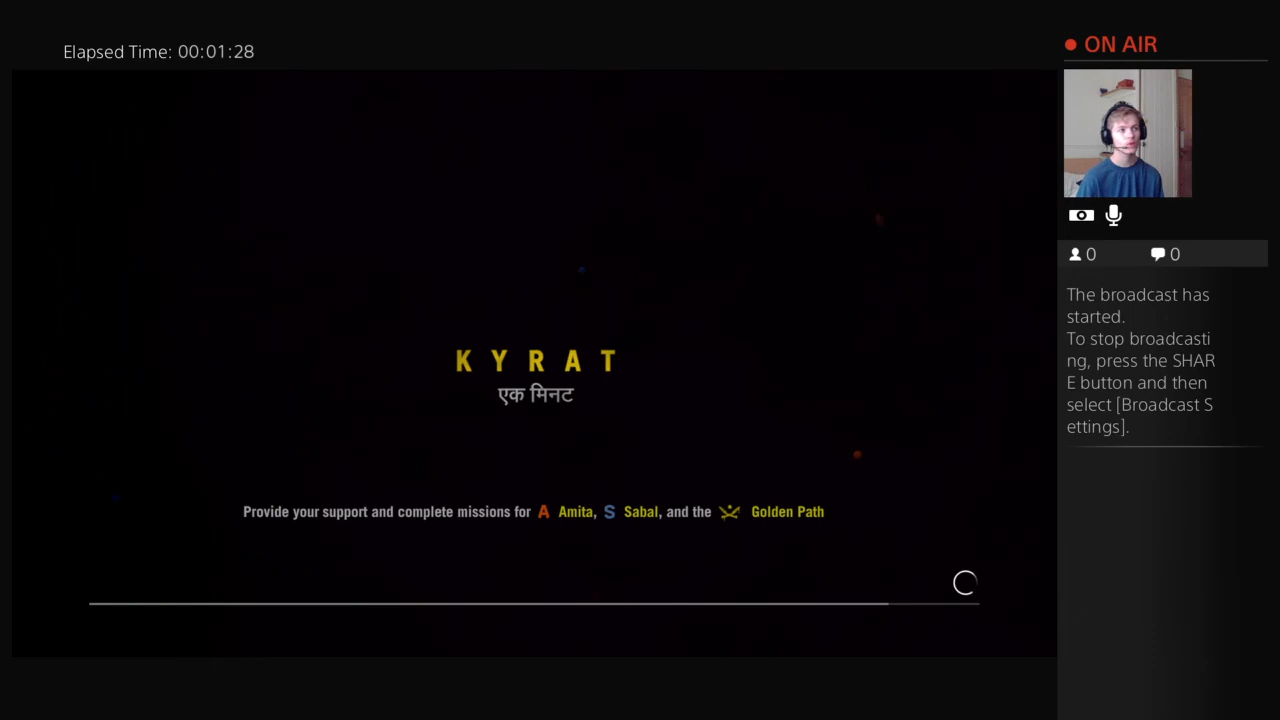 Elapsed Time: 00:01:28
ON AIR
0 0
The broadcast has
started.
To stop broadcasti
ng, press the SHAR
E button and then
select [Broadcast S
ettings].
KYRAT
एक मिनट
Provide your support and complete missions for A Amita, S Sabal, and the Golden Path